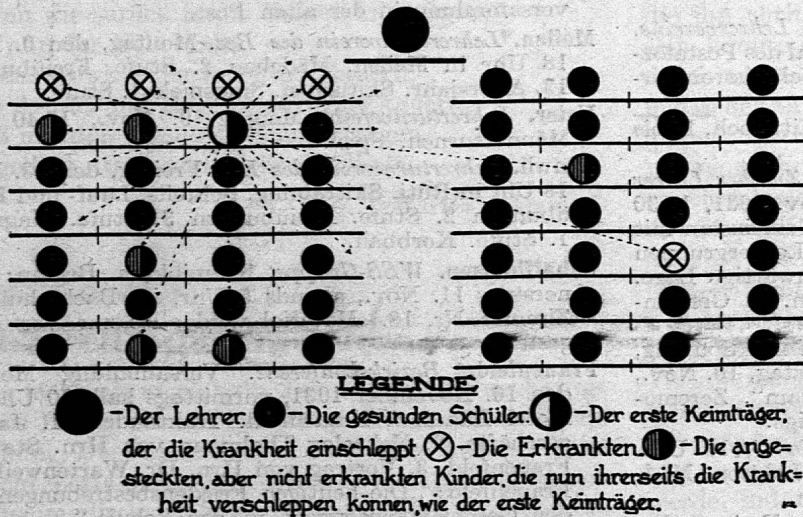 LEGENDE
-Der Lehrer. -Die gesunden Schüler. -Der erste Keimträger,
der die Krankheit einschleppt. -Die Erkrankten. -Die ange=
steckten, aber nicht erkrankten Kinder, die nun ihrerseits die Krank=
heit verschleppen können, wie der erste Keimträger.